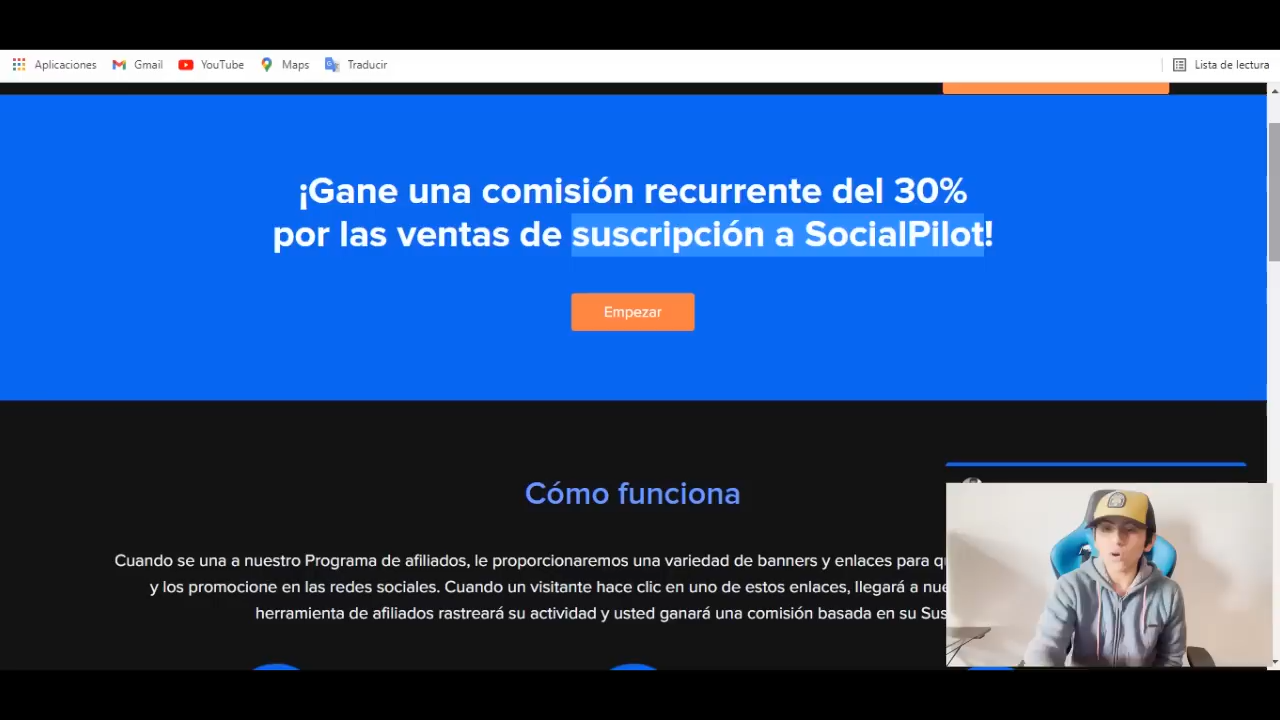 Aplicaciones Gmail YouTube Maps Traducir Lista de lectura
¡Gane una comisión recurrente del 30%
por las ventas de suscripción a SocialPilot!
Empezar
Cómo funciona
Cuando se una a nuestro Programa de afiliados, le proporcionaremos una variedad de banners y enlaces para
y los promocione en las redes sociales. Cuando un visitante hace clic en uno de estos enlaces, llegará a
herramienta de afiliados rastreará su actividad y usted ganará una comisión basada en su